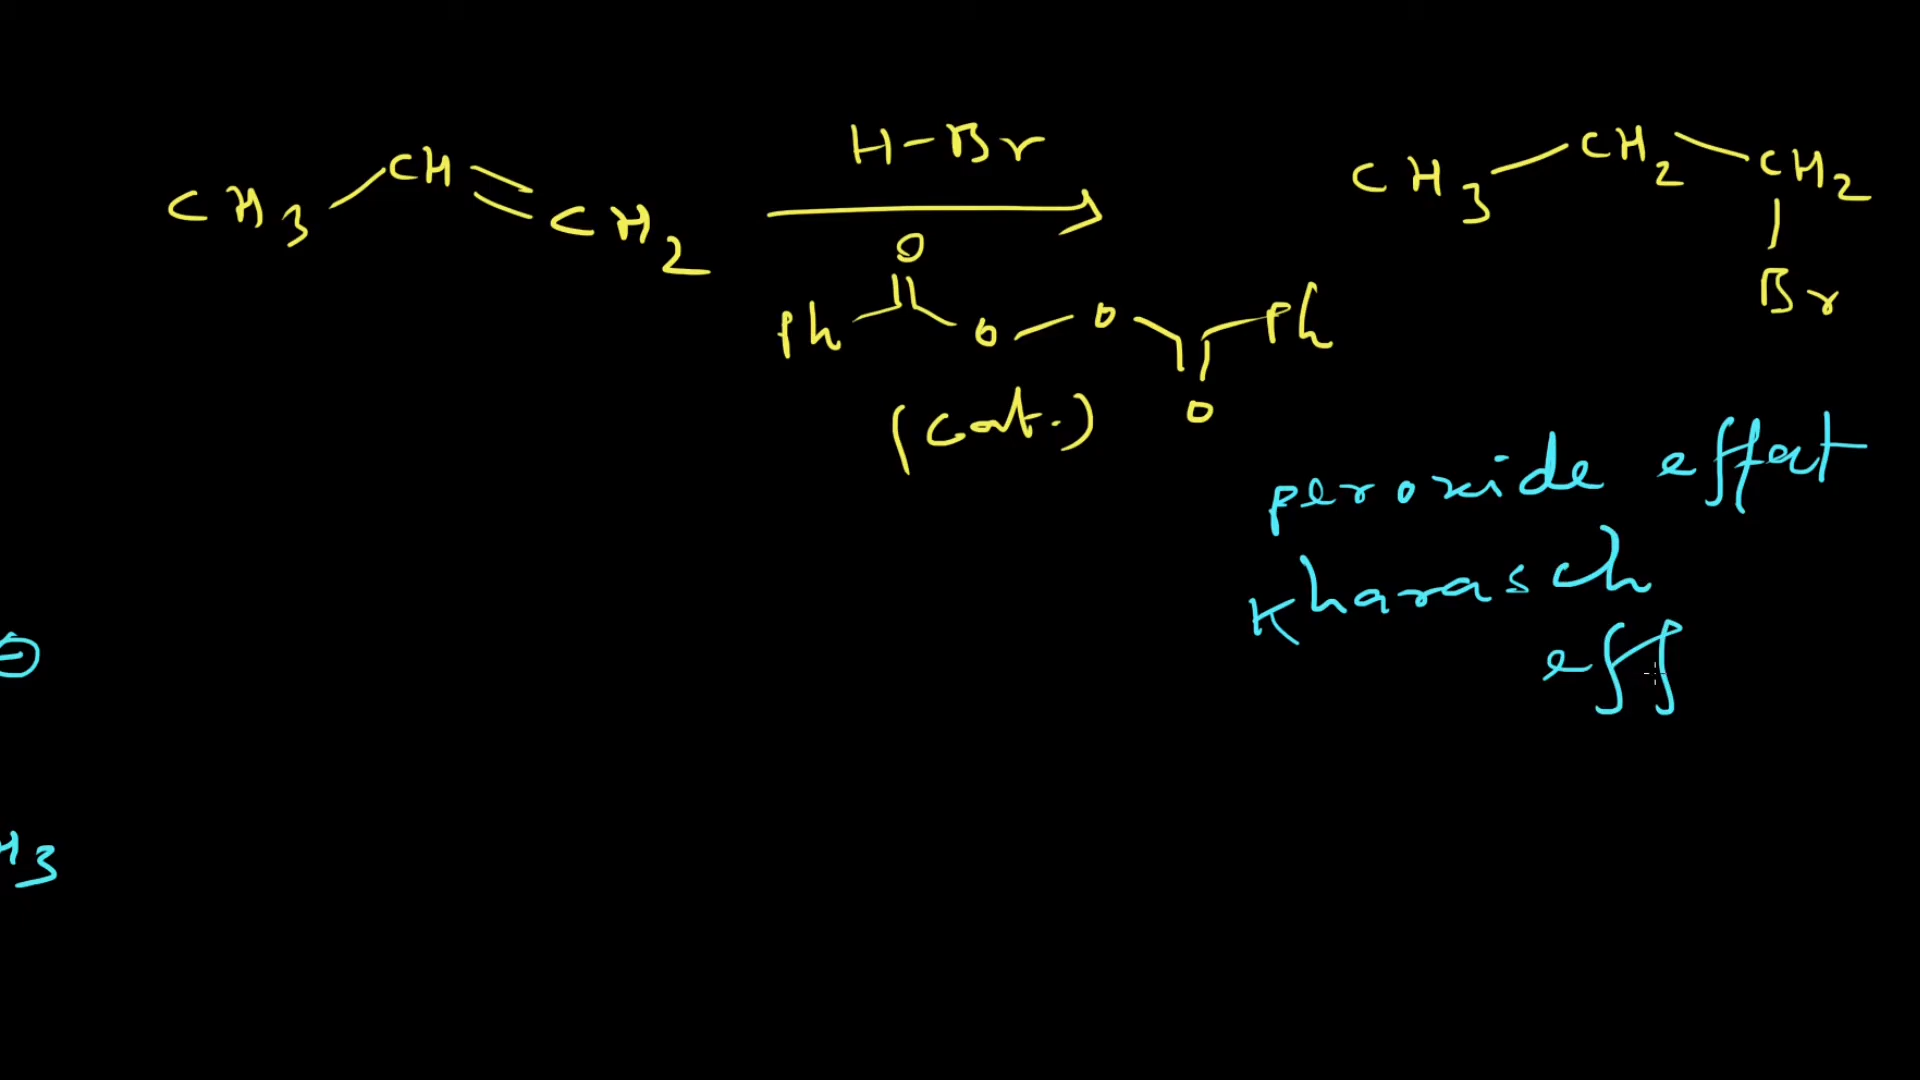 CH3-CH=CH2
H-Br
CH3-CH2-CH2
Br
O
Ph O-O Ph
O
(cat.)
peroxide effect
Kharasch
eff
⊖
H3